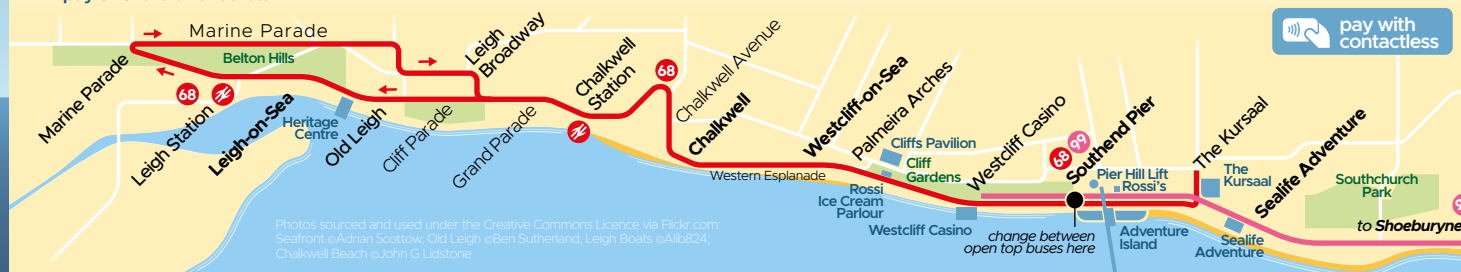 pay with
contactless
Marine Parade
Leigh
Broadway
Belton Hills
Chalkwell
Station
68
Chalkwell Avenue
Marine Parade
68
Leigh Station
Leigh-on-Sea
Heritage
Centre
Old Leigh
Cliff Parade
Grand Parade
Chalkwell
Western Esplanade
Westcliff-on-Sea
Palmeira Arches
Cliffs Pavilion
Cliff
Gardens
Rossi
Ice Cream
Parlour
Westcliff Casino
Westcliff Casino
68
99
Southend Pier
Pier Hill Lift
Rossi's
change between
open top buses here
Adventure
Island
The Kursaal
The
Kursaal
Sealife Adventure
Sealife
Adventure
Southchurch
Park
to Shoeburyne
Photos sourced and used under the Creative Commons Licence via Flickr.com:
Seafront ©Adrian Scottow; Old Leigh ©Ben Sutherland; Leigh Boats ©Alib824;
Chalkwell Beach ©John G Lidstone